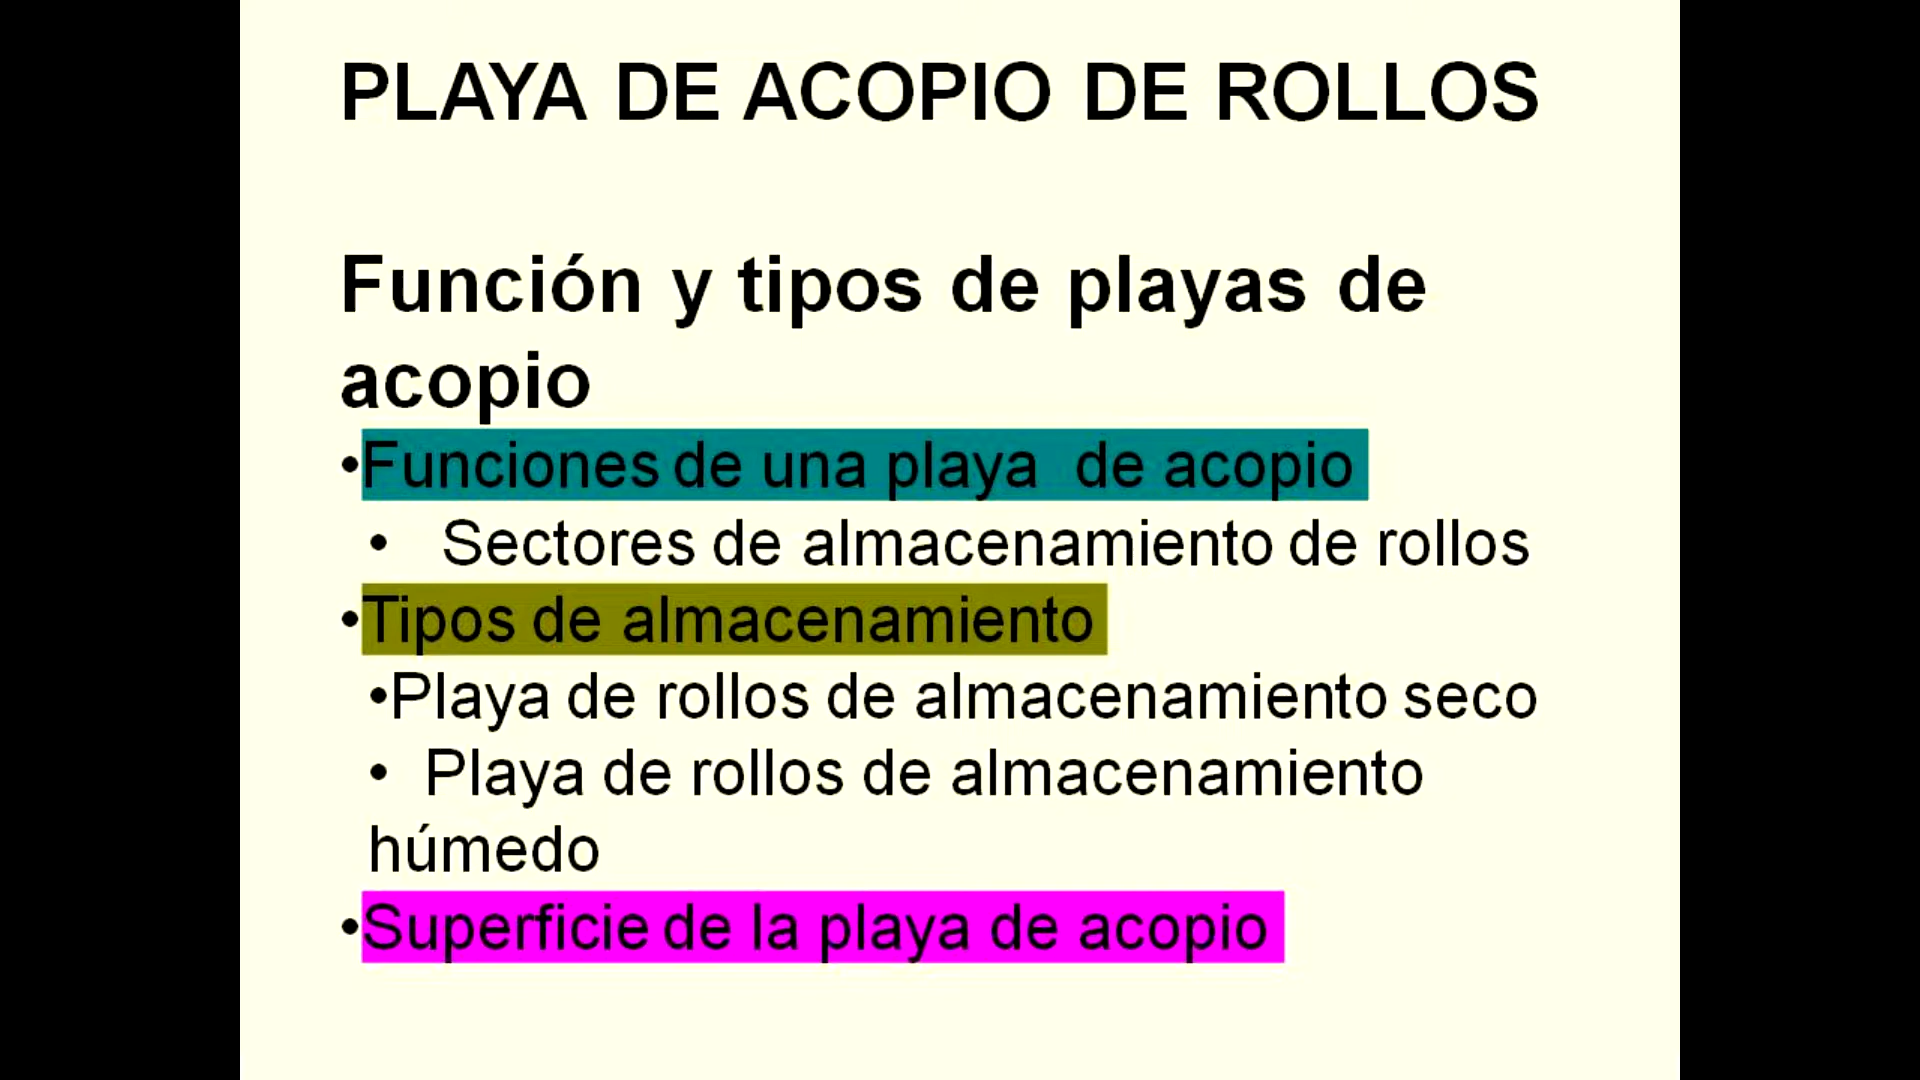 PLAYA DE ACOPIO DE ROLLOS
Función y tipos de playas de
acopio
•Funciones de una playa de acopio
• Sectores de almacenamiento de rollos
•Tipos de almacenamiento
•Playa de rollos de almacenamiento seco
• Playa de rollos de almacenamiento
húmedo
•Superficie de la playa de acopio